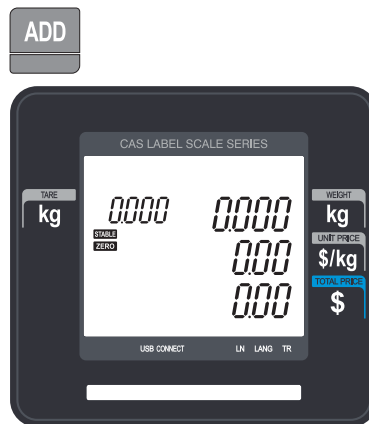 ADD
CAS LABEL SCALE SERIES
TARE
kg
0.000
STABLE
ZERO
0.000
0.00
0.00
WEIGHT
kg
UNIT PRICE
$/kg
TOTAL PRICE
$
USB CONNECT LN LANG TR